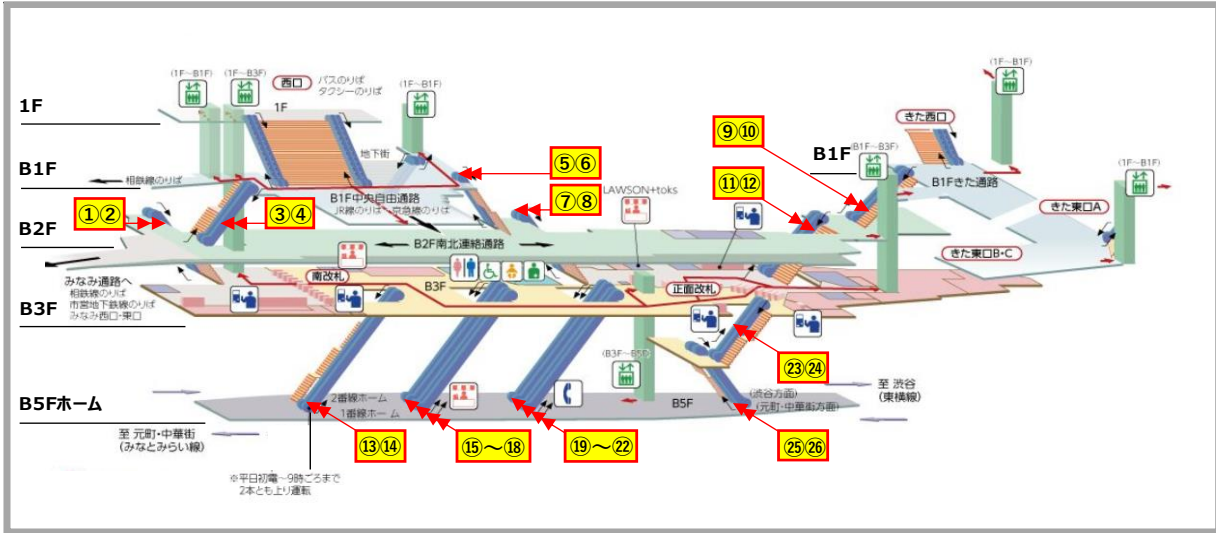 (1F～B1F)
(1F～B3F)
西口
バスのりば
タクシーのりば
(1F～B1F)
(1F～B1F)
1F
1F
きた西口
⑨⑩
地下街
B1F
相鉄線のりば
⑤⑥
B1F
(B1F～B3F)
(1F～B1F)
LAWSON+toks
⑪⑫
B1Fきた通路
B1F中央自由通路
JR線のりば
京急線のりば
①②
③④
⑦⑧
きた東口A
B2F
B2F南北連絡通路
きた東口B・C
みなみ通路へ
相鉄線のりば
市営地下鉄線のりば
みなみ西口・東口
南改札
B3F
正面改札
B3F
(B3F～B5F)
㉓㉔
至 渋谷
(東横線)
B5Fホーム
2番線ホーム
1番線ホーム
B5F
(渋谷方面)
(元町・中華街方面)
至 元町・中華街
(みなとみらい線)
⑬⑭
⑮～⑱
⑲～㉒
㉕㉖
※平日初電～9時ごろまで
2本とも上り運転